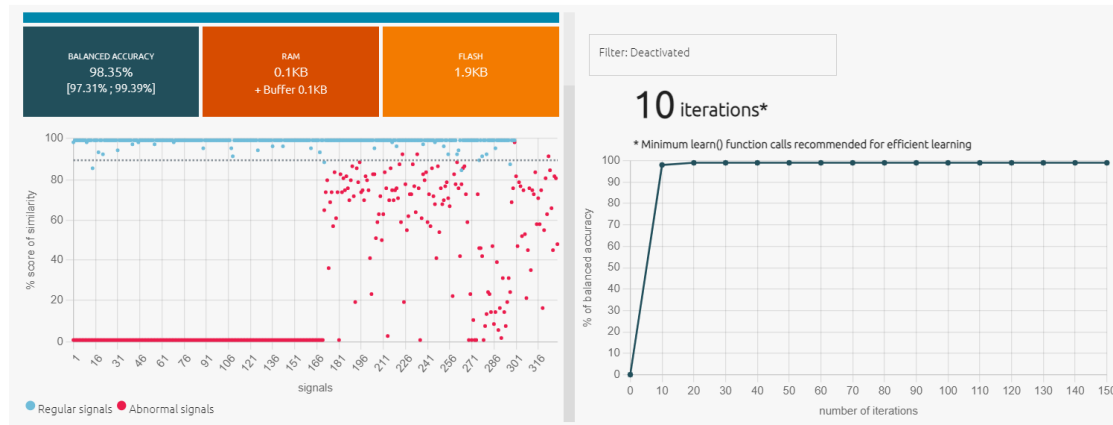 BALANCED ACCURACY
98.35%
[97.31% ; 99.39%]
RAM
0.1KB
+ Buffer 0.1KB
FLASH
1.9KB
100
80
60
40
20
0
% score of similarity
1 16 31 46 61 76 91 106 121 136 151 166 181 196 211 226 241 256 271 286 301 316
signals
Regular signals
Abnormal signals
Filter: Deactivated
10 iterations*
* Minimum learn() function calls recommended for efficient learning
100
90
80
70
60
50
40
30
20
10
0
% of balanced accuracy
0 10 20 30 40 50 60 70 80 90 100 110 120 130 140 150
number of iterations